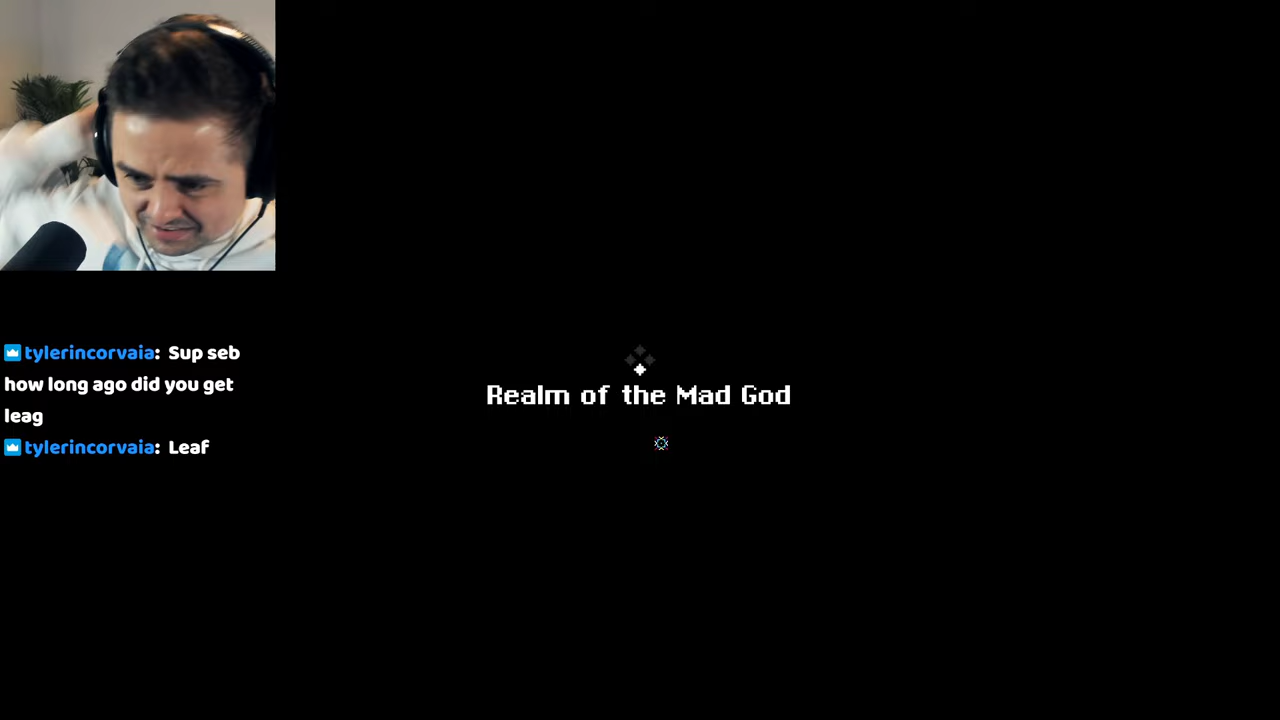 tylerincorvaia: Sup seb
how long ago did you get
leag
tylerincorvaia: Leaf
Realm of the Mad God